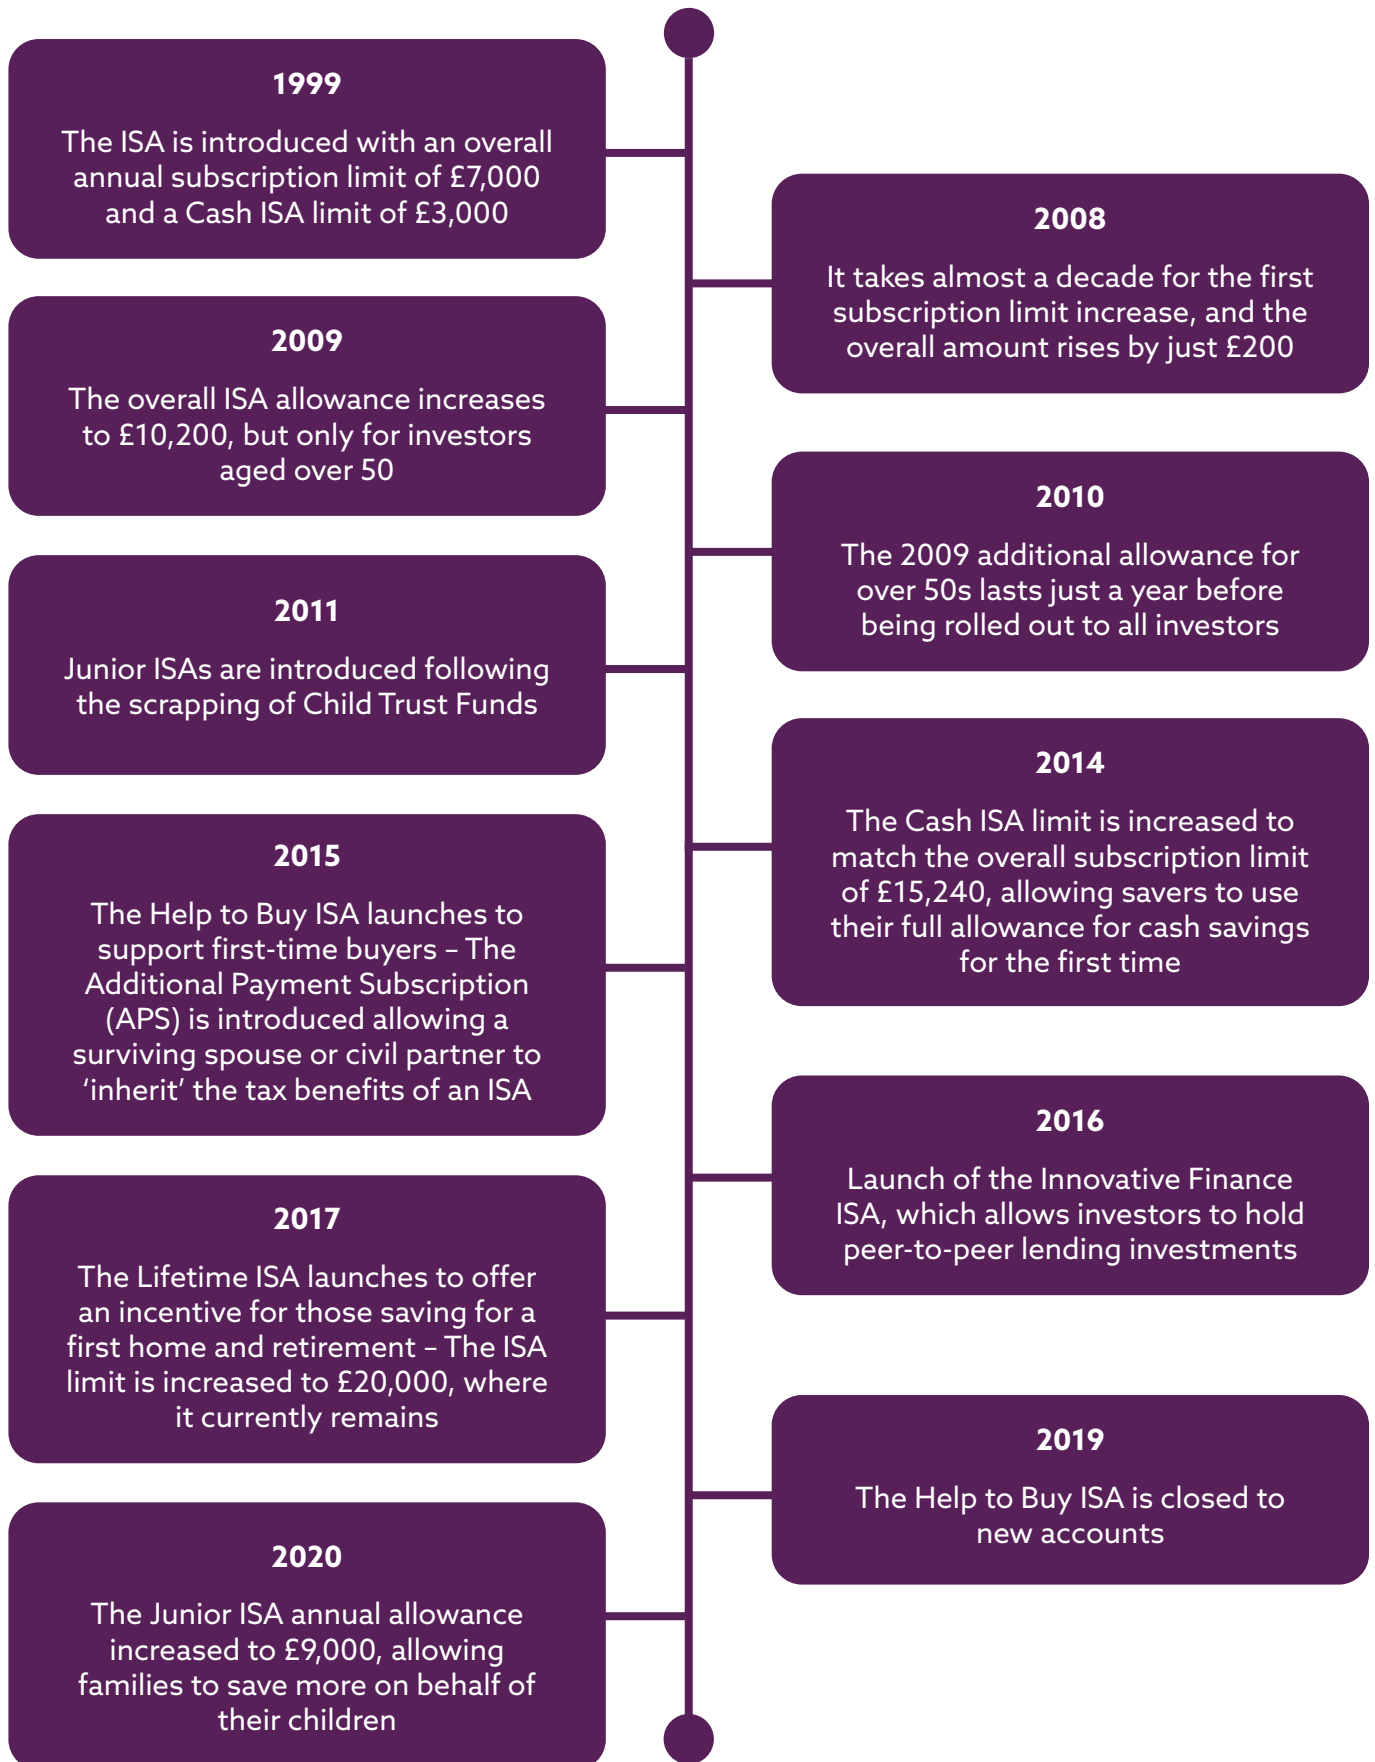 1999
The ISA is introduced with an overall
annual subscription limit of £7,000
and a Cash ISA limit of £3,000
2008
It takes almost a decade for the first
subscription limit increase, and the
overall amount rises by just £200
2009
The overall ISA allowance increases
to £10,200, but only for investors
aged over 50
2010
The 2009 additional allowance for
over 50s lasts just a year before
being rolled out to all investors
2011
Junior ISAs are introduced following
the scrapping of Child Trust Funds
2014
The Cash ISA limit is increased to
match the overall subscription limit
of £15,240, allowing savers to use
their full allowance for cash savings
for the first time
2015
The Help to Buy ISA launches to
support first-time buyers – The
Additional Payment Subscription
(APS) is introduced allowing a
surviving spouse or civil partner to
‘inherit’ the tax benefits of an ISA
2016
Launch of the Innovative Finance
ISA, which allows investors to hold
peer-to-peer lending investments
2017
The Lifetime ISA launches to offer
an incentive for those saving for a
first home and retirement – The ISA
limit is increased to £20,000, where
it currently remains
2019
The Help to Buy ISA is closed to
new accounts
2020
The Junior ISA annual allowance
increased to £9,000, allowing
families to save more on behalf of
their children